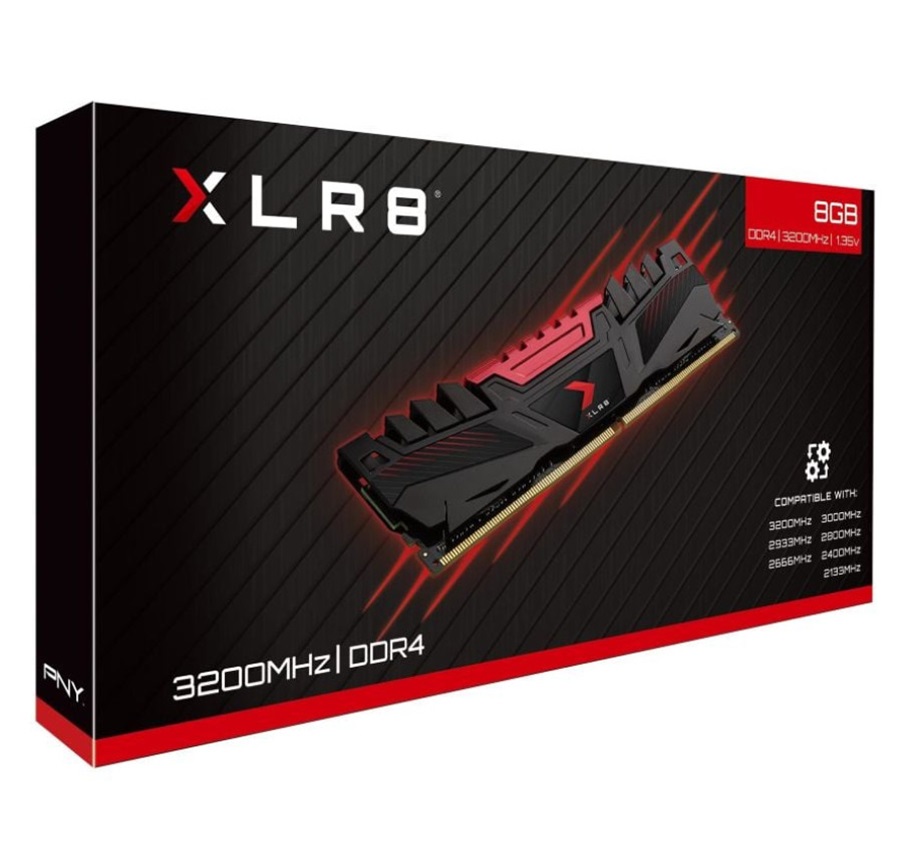 XLR8®
8GB
DDR4 | 3200MHz | 1.35V
XLR8
COMPATIBLE WITH:
3200MHz 3000MHz
2933MHz 2800MHz
2666MHz 2400MHz
2133MHz
3200MHz | DDR4
PNY